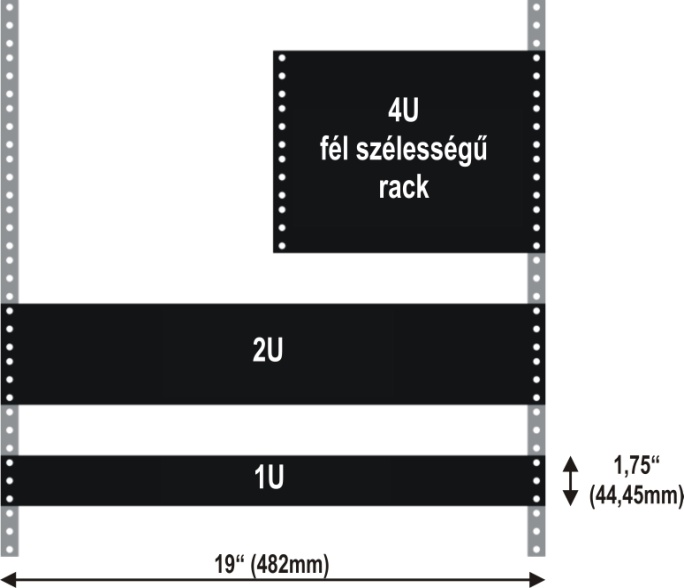 4U
fél szélességű
rack
2U
1U
1,75“
(44,45mm)
19“ (482mm)